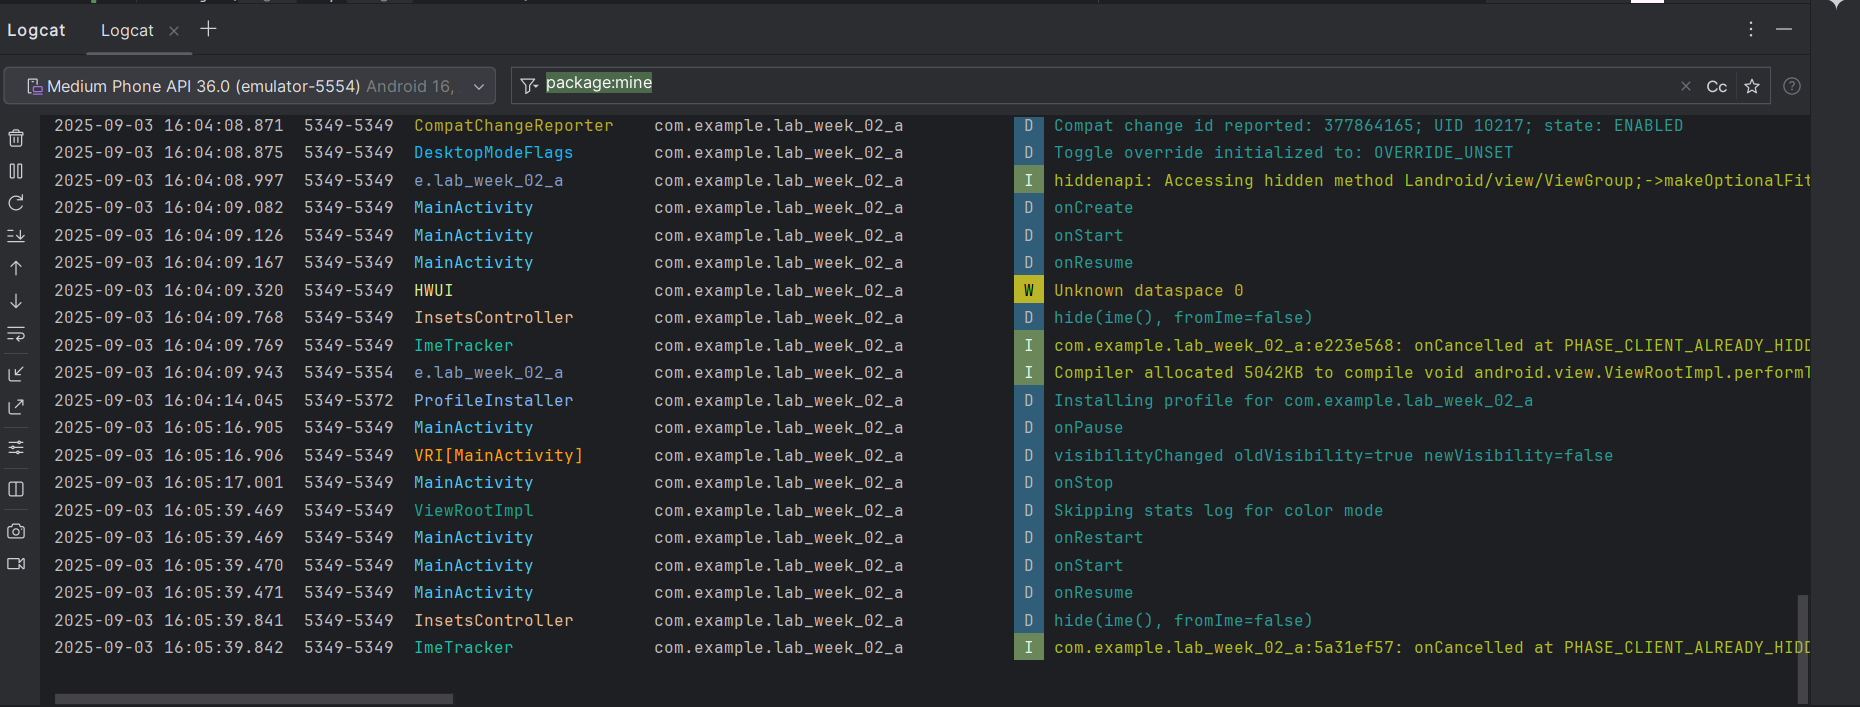 Logcat Logcat
Medium Phone API 36.0 (emulator-5554) Android 16, package:mine Cc
2025-09-03 16:04:08.871 5349-5349 CompatChangeReporter com.example.lab_week_02_a D Compat change id reported: 377864165; UID 10217; state: ENABLED
2025-09-03 16:04:08.875 5349-5349 DesktopModeFlags com.example.lab_week_02_a D Toggle override initialized to: OVERRIDE_UNSET
2025-09-03 16:04:08.997 5349-5349 e.lab_week_02_a com.example.lab_week_02_a I hiddenapi: Accessing hidden method Landroid/view/ViewGroup;->makeOptionalFit
2025-09-03 16:04:09.082 5349-5349 MainActivity com.example.lab_week_02_a D onCreate
2025-09-03 16:04:09.126 5349-5349 MainActivity com.example.lab_week_02_a D onStart
2025-09-03 16:04:09.167 5349-5349 MainActivity com.example.lab_week_02_a D onResume
2025-09-03 16:04:09.320 5349-5349 HWUI com.example.lab_week_02_a W Unknown dataspace 0
2025-09-03 16:04:09.768 5349-5349 InsetsController com.example.lab_week_02_a D hide(ime(), fromIme=false)
2025-09-03 16:04:09.769 5349-5349 ImeTracker com.example.lab_week_02_a I com.example.lab_week_02_a:e223e568: onCancelled at PHASE_CLIENT_ALREADY_HIDD
2025-09-03 16:04:09.943 5349-5354 e.lab_week_02_a com.example.lab_week_02_a I Compiler allocated 5042KB to compile void android.view.ViewRootImpl.performT
2025-09-03 16:04:14.045 5349-5372 ProfileInstaller com.example.lab_week_02_a D Installing profile for com.example.lab_week_02_a
2025-09-03 16:05:16.905 5349-5349 MainActivity com.example.lab_week_02_a D onPause
2025-09-03 16:05:16.906 5349-5349 VRI[MainActivity] com.example.lab_week_02_a D visibilityChanged oldVisibility=true newVisibility=false
2025-09-03 16:05:17.001 5349-5349 MainActivity com.example.lab_week_02_a D onStop
2025-09-03 16:05:39.469 5349-5349 ViewRootImpl com.example.lab_week_02_a D Skipping stats log for color mode
2025-09-03 16:05:39.469 5349-5349 MainActivity com.example.lab_week_02_a D onRestart
2025-09-03 16:05:39.470 5349-5349 MainActivity com.example.lab_week_02_a D onStart
2025-09-03 16:05:39.471 5349-5349 MainActivity com.example.lab_week_02_a D onResume
2025-09-03 16:05:39.841 5349-5349 InsetsController com.example.lab_week_02_a D hide(ime(), fromIme=false)
2025-09-03 16:05:39.842 5349-5349 ImeTracker com.example.lab_week_02_a I com.example.lab_week_02_a:5a31ef57: onCancelled at PHASE_CLIENT_ALREADY_HIDD